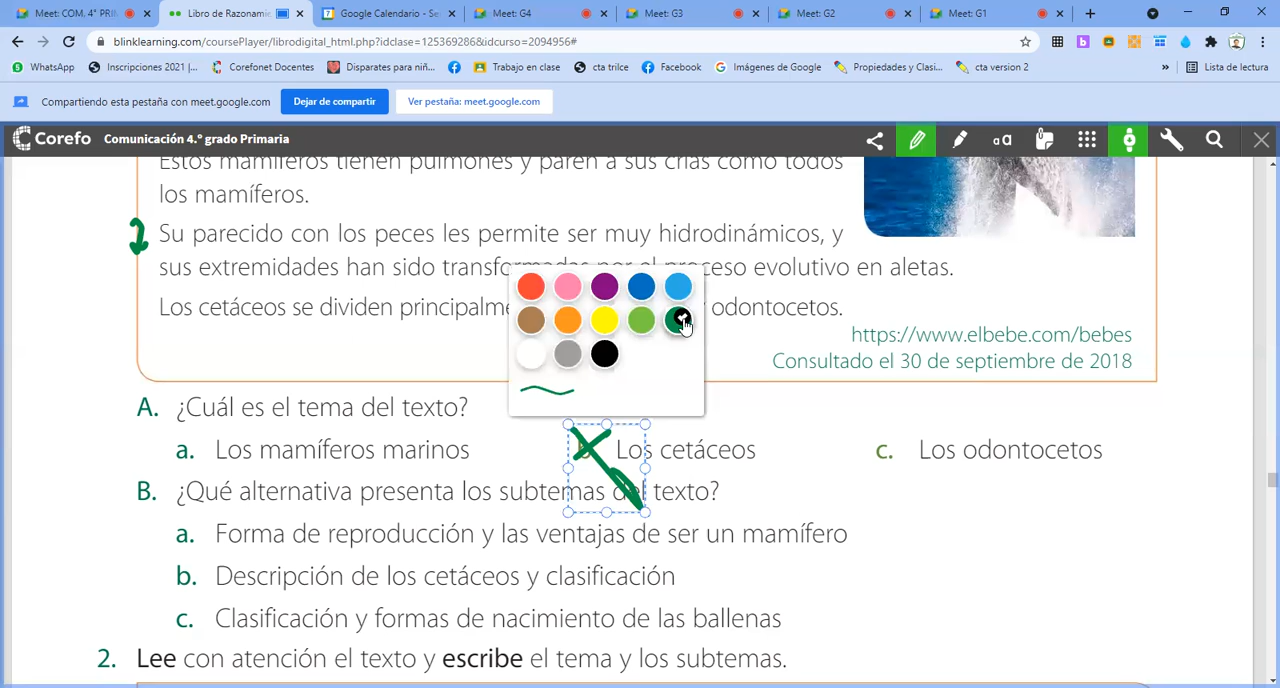 Meet: COM, 4° PRI
Libro de Razonamie
Google Calendario - Se
Meet: G4
Meet: G3
Meet: G2
Meet: G1
blinklearning.com/coursePlayer/librodigital_html.php?idclase=125369286&idcurso=2094956#
WhatsApp
Inscripciones 2021 |...
Corefonet Docentes
Disparates para niñ...
Trabajo en clase
cta trilce
Facebook
Imágenes de Google
Propiedades y Clasi...
cta version 2
»
Lista de lectura
Compartiendo esta pestaña con meet.google.com
Dejar de compartir
Ver pestaña: meet.google.com
Corefo
Comunicación 4.° grado Primaria
aa
Estos mamíferos tienen pulmones y paren a sus crías como todos
los mamíferos.
Su parecido con los peces les permite ser muy hidrodinámicos, y
sus extremidades han sido transformadas por el proceso evolutivo en aletas.
Los cetáceos se dividen principalme odontocetos.
https://www.elbebe.com/bebes
Consultado el 30 de septiembre de 2018
A. ¿Cuál es el tema del texto?
a. Los mamíferos marinos b. Los cetáceos c. Los odontocetos
B. ¿Qué alternativa presenta los subtemas del texto?
a. Forma de reproducción y las ventajas de ser un mamífero
b. Descripción de los cetáceos y clasificación
c. Clasificación y formas de nacimiento de las ballenas
2. Lee con atención el texto y escribe el tema y los subtemas.